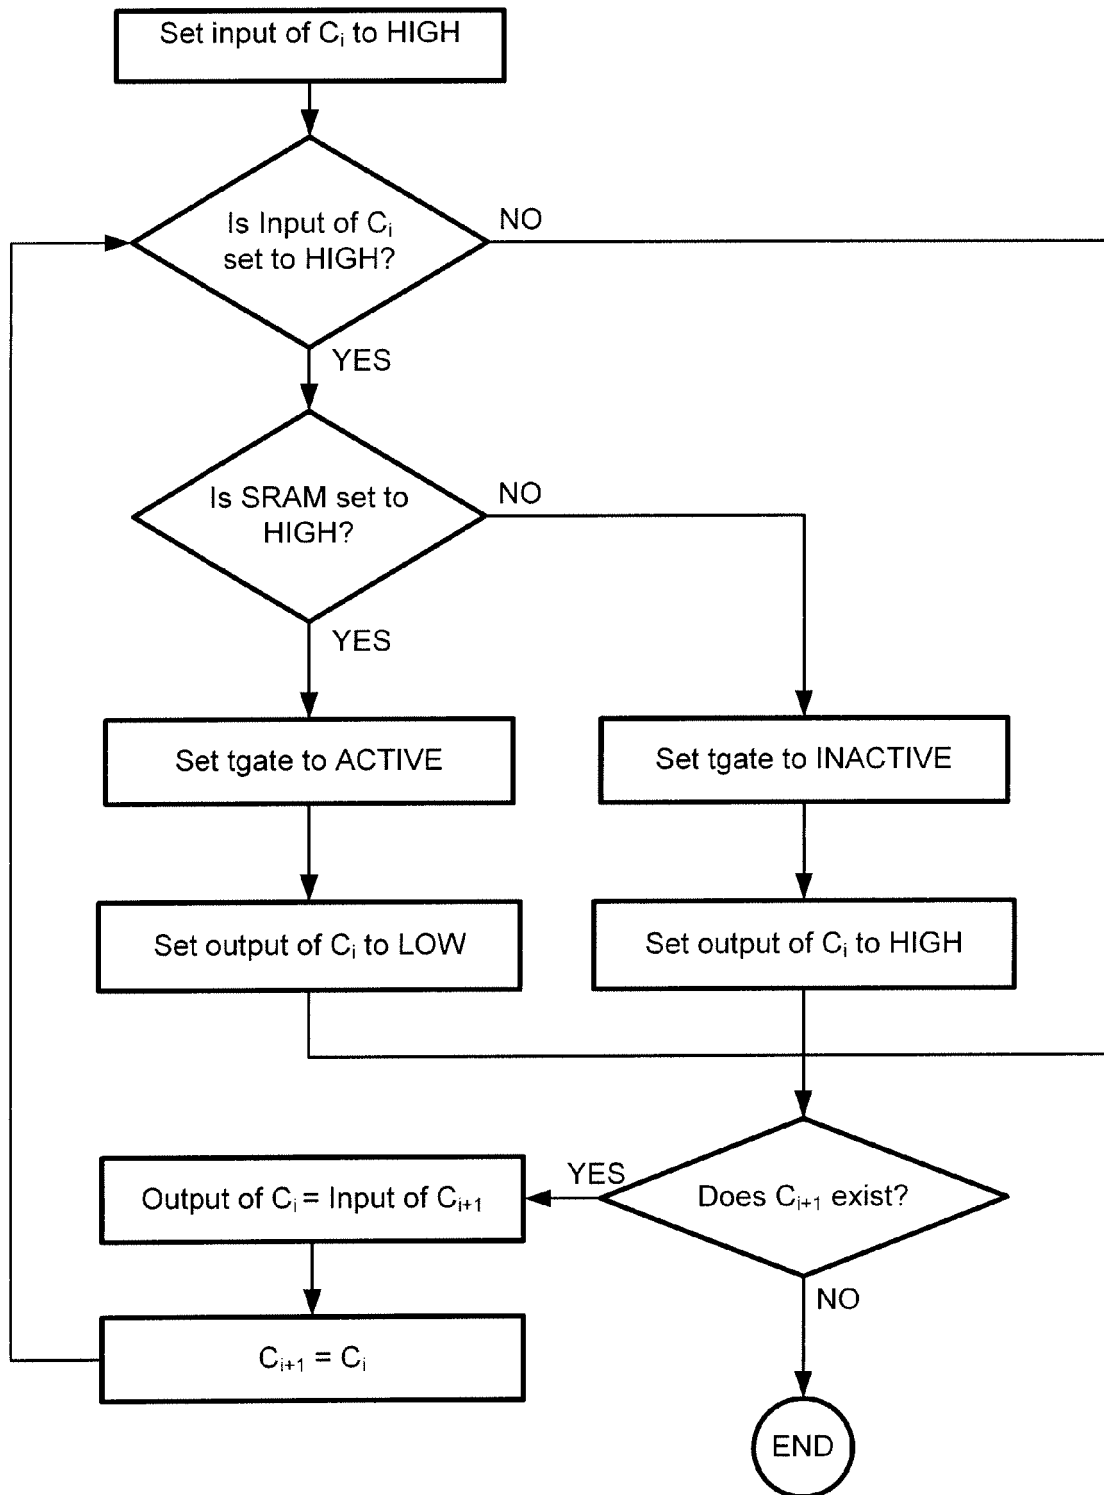 Set input of Cᵢ to HIGH
Is Input of Cᵢ
set to HIGH?
NO
YES
Is SRAM set to
HIGH?
NO
YES
Set tgate to ACTIVE
Set tgate to INACTIVE
Set output of Cᵢ to LOW
Set output of Cᵢ to HIGH
Does Cᵢ₊₁ exist?
YES
Output of Cᵢ = Input of Cᵢ₊₁
NO
Cᵢ₊₁ = Cᵢ
END